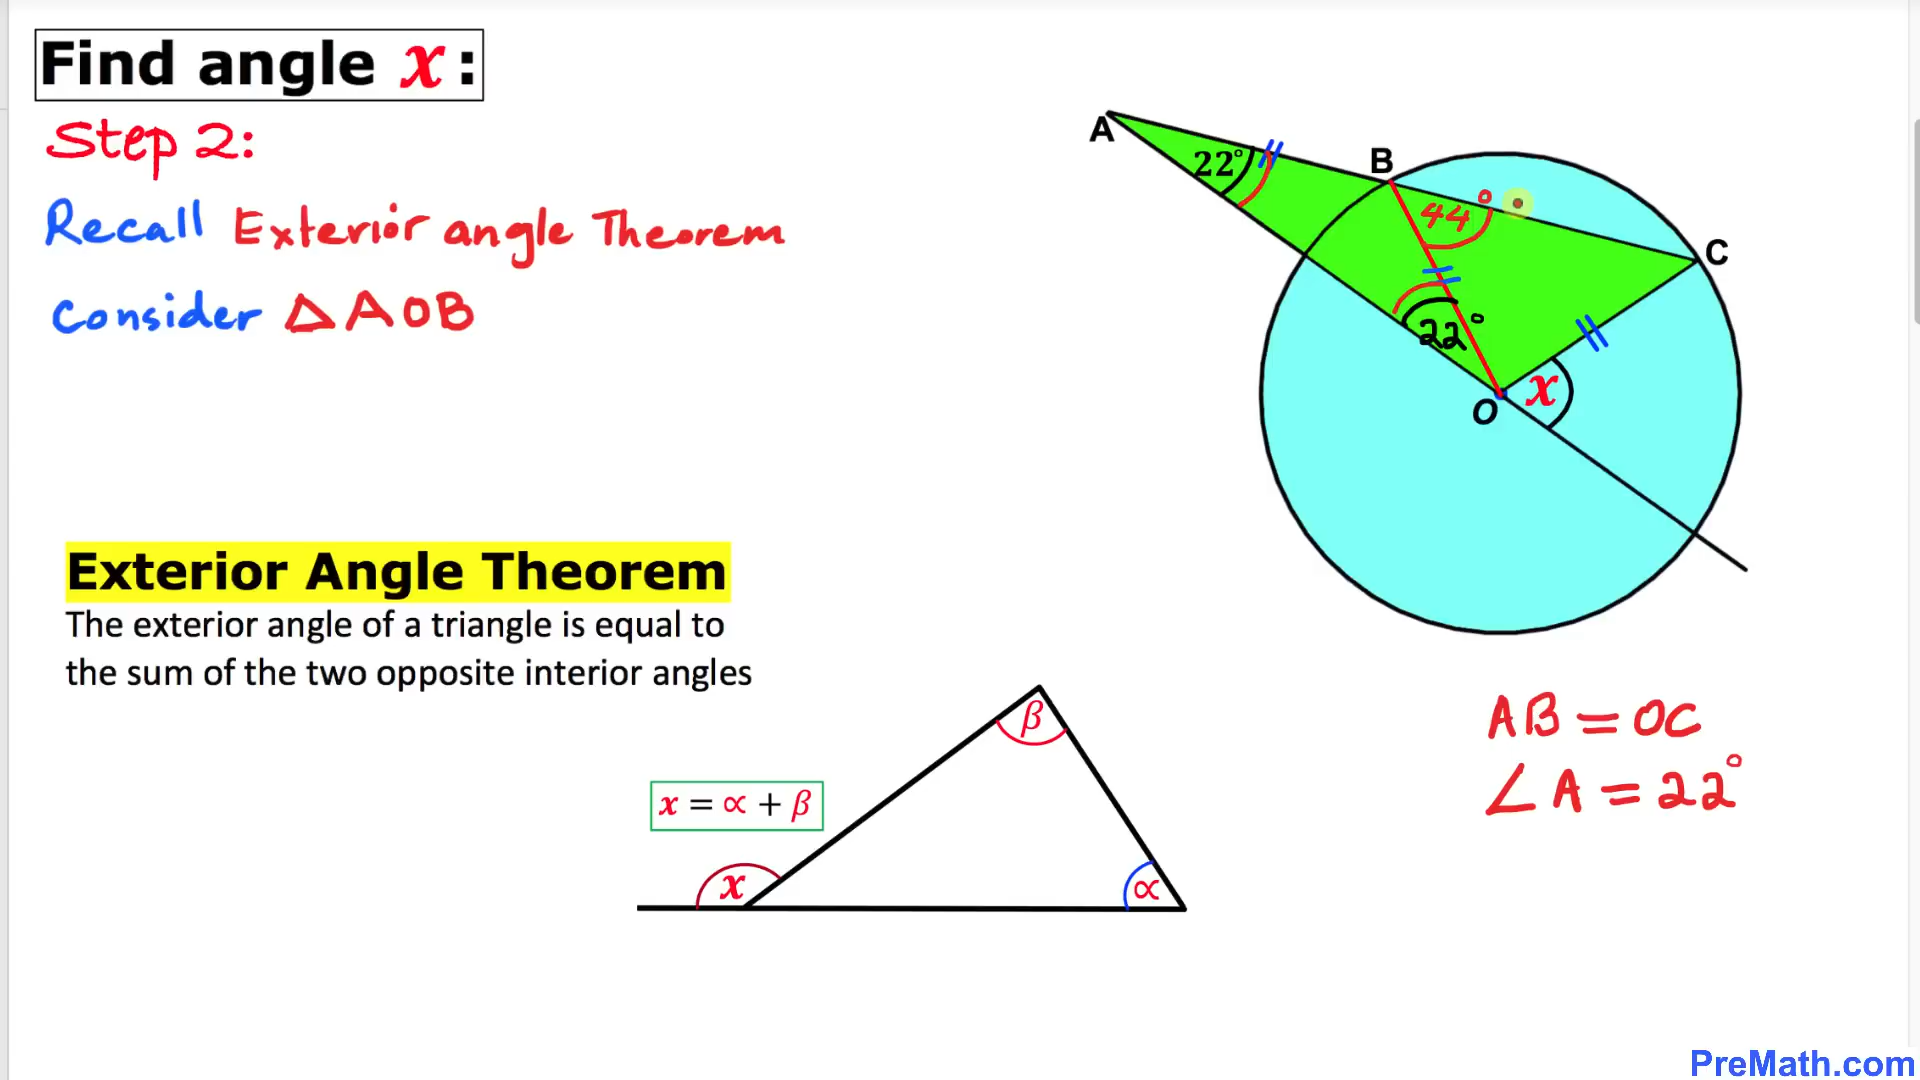 Find angle x:
Step 2:
Recall Exterior angle Theorem
Consider △AOB
A
22°
B
44°
C
22°
O
x
Exterior Angle Theorem
The exterior angle of a triangle is equal to
the sum of the two opposite interior angles
β
x = ∝ + β
x
∝
AB = OC
∠A = 22°
PreMath.com